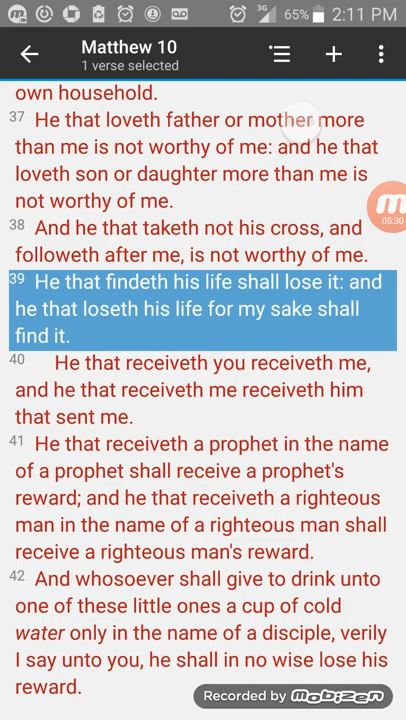 3G 65% 2:11 PM
Matthew 10
1 verse selected
own household.
37 He that loveth father or mother more
than me is not worthy of me: and he that
loveth son or daughter more than me is
not worthy of me.
38 And he that taketh not his cross, and
followeth after me, is not worthy of me.
39 He that findeth his life shall lose it: and
he that loseth his life for my sake shall
find it.
40 He that receiveth you receiveth me,
and he that receiveth me receiveth him
that sent me.
41 He that receiveth a prophet in the name
of a prophet shall receive a prophet's
reward; and he that receiveth a righteous
man in the name of a righteous man shall
receive a righteous man's reward.
42 And whosoever shall give to drink unto
one of these little ones a cup of cold
water only in the name of a disciple, verily
I say unto you, he shall in no wise lose his
reward.
m
05:30
Recorded by mobizen